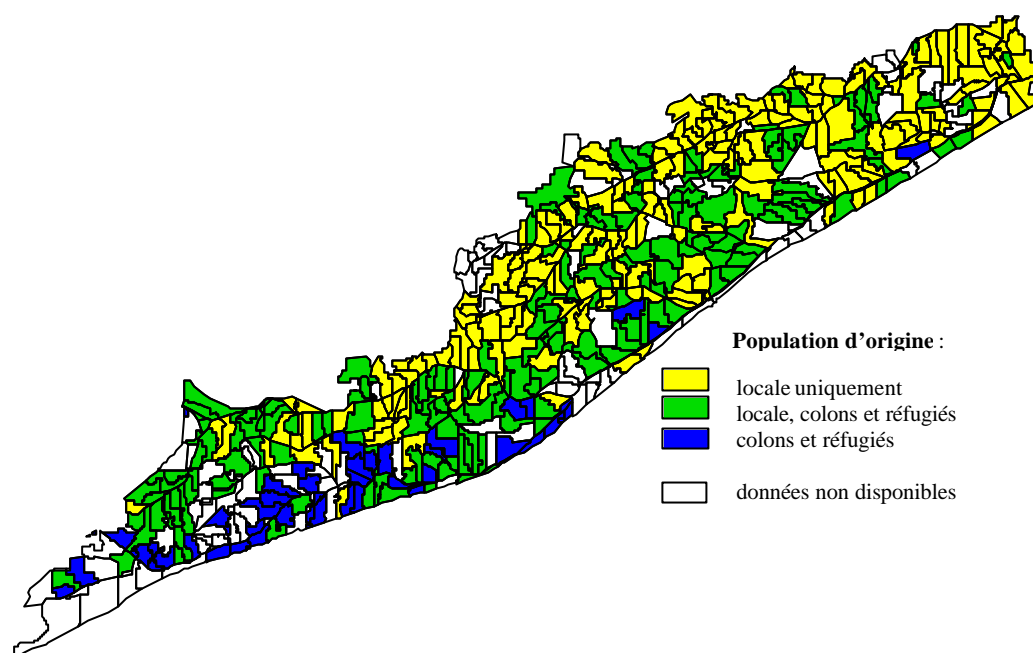 Population d'origine :
locale uniquement
locale, colons et réfugiés
colons et réfugiés
données non disponibles